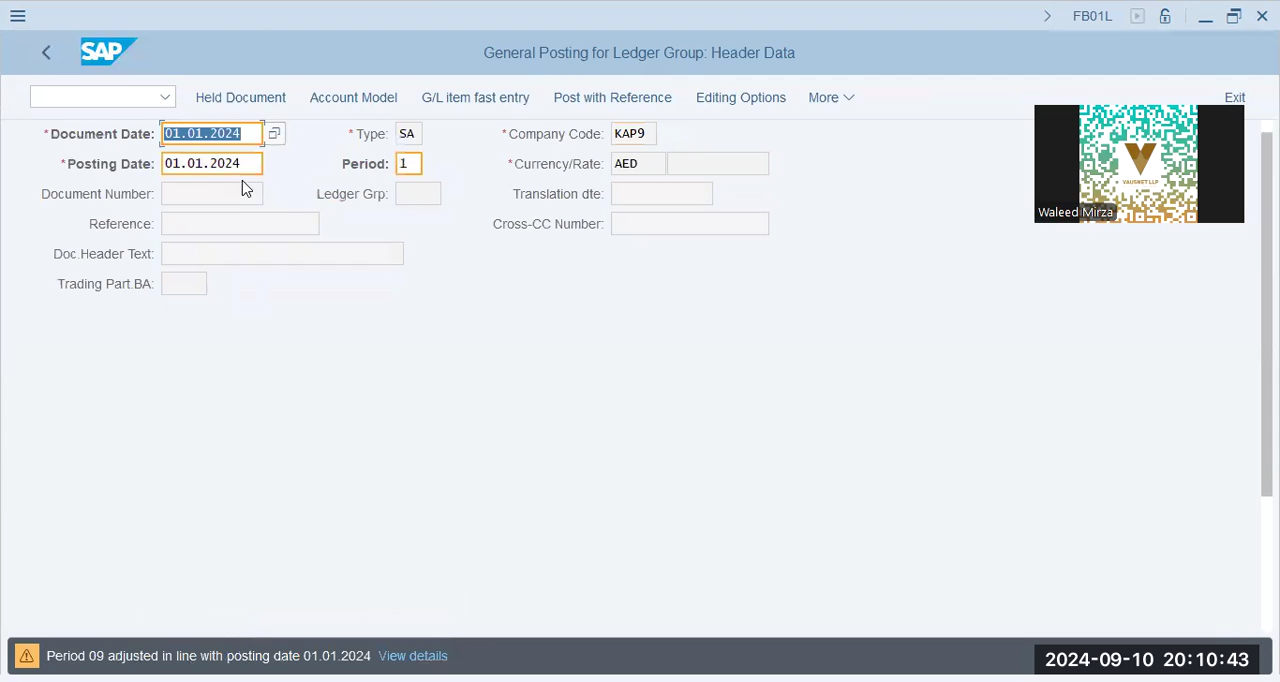 FB01L
SAP
General Posting for Ledger Group: Header Data
Held Document Account Model G/L item fast entry Post with Reference Editing Options More Exit
*Document Date: 01.01.2024 *Type: SA *Company Code: KAP9
*Posting Date: 01.01.2024 Period: 1 *Currency/Rate: AED
Document Number: Ledger Grp: Translation dte:
Reference: Cross-CC Number:
Doc.Header Text:
Trading Part.BA:
VAUSNET LLP
Waleed Mirza
Period 09 adjusted in line with posting date 01.01.2024 View details
2024-09-10 20:10:43